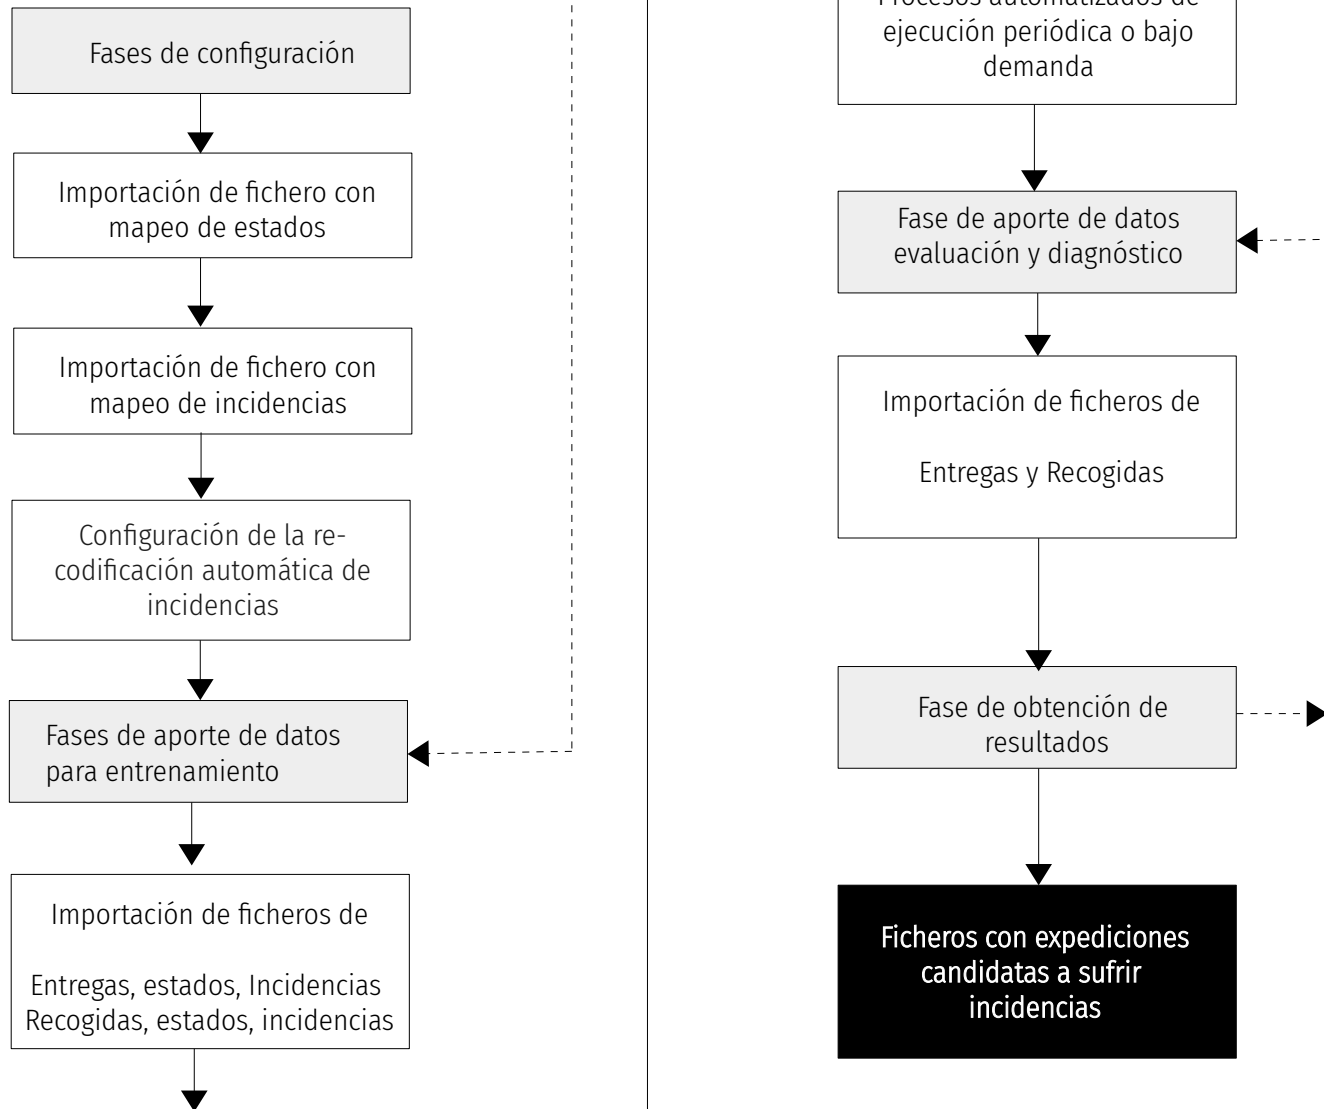 Fases de configuración
Importación de fichero con
mapeo de estados
Importación de fichero con
mapeo de incidencias
Configuración de la re-
codificación automática de
incidencias
Fases de aporte de datos
para entrenamiento
Importación de ficheros de
Entregas, estados, Incidencias
Recogidas, estados, incidencias
Procesos automatizados de
ejecución periódica o bajo
demanda
Fase de aporte de datos
evaluación y diagnóstico
Importación de ficheros de
Entregas y Recogidas
Fase de obtención de
resultados
Ficheros con expediciones
candidatas a sufrir
incidencias